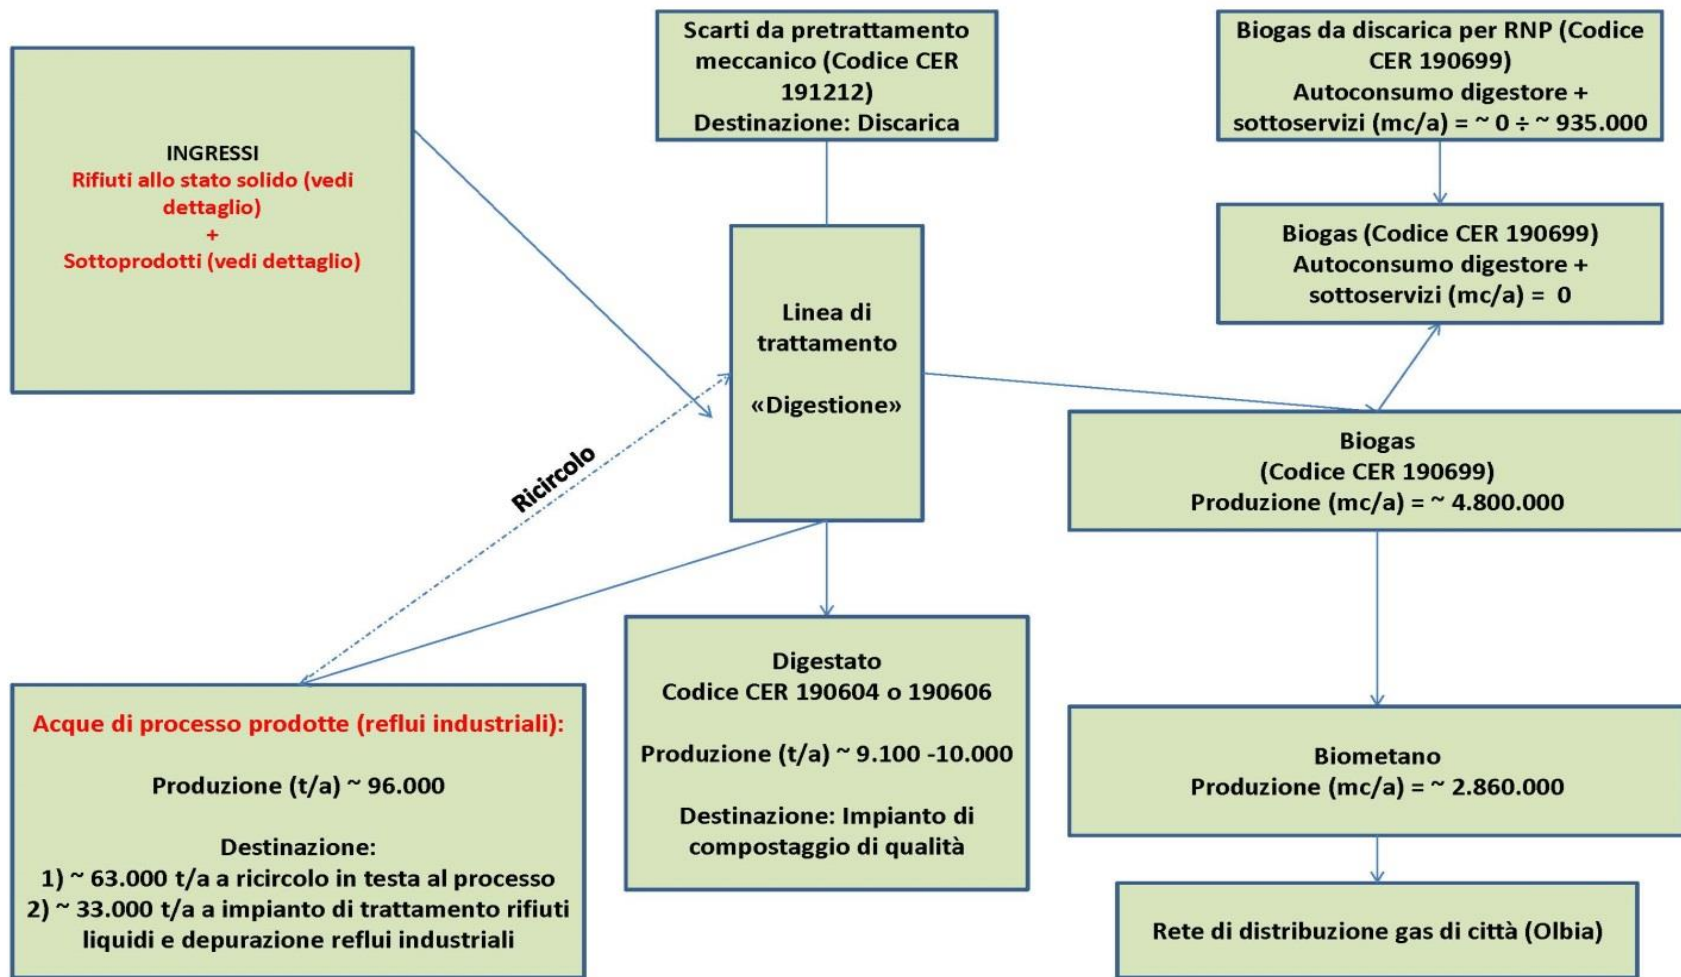 INGRESSI
Rifiuti allo stato solido (vedi
dettaglio)
+
Sottoprodotti (vedi dettaglio)
Scarti da pretrattamento
meccanico (Codice CER
191212)
Destinazione: Discarica
Biogas da discarica per RNP (Codice
CER 190699)
Autoconsumo digestore +
sottoservizi (mc/a) = ~ 0 ÷ ~ 935.000
Biogas (Codice CER 190699)
Autoconsumo digestore +
sottoservizi (mc/a) = 0
Linea di
trattamento
«Digestione»
Ricircolo
Biogas
(Codice CER 190699)
Produzione (mc/a) = ~ 4.800.000
Acque di processo prodotte (reflui industriali):
Produzione (t/a) ~ 96.000
Destinazione:
1) ~ 63.000 t/a a ricircolo in testa al processo
2) ~ 33.000 t/a a impianto di trattamento rifiuti
liquidi e depurazione reflui industriali
Digestato
Codice CER 190604 o 190606
Produzione (t/a) ~ 9.100 -10.000
Destinazione: Impianto di
compostaggio di qualità
Biometano
Produzione (mc/a) = ~ 2.860.000
Rete di distribuzione gas di città (Olbia)